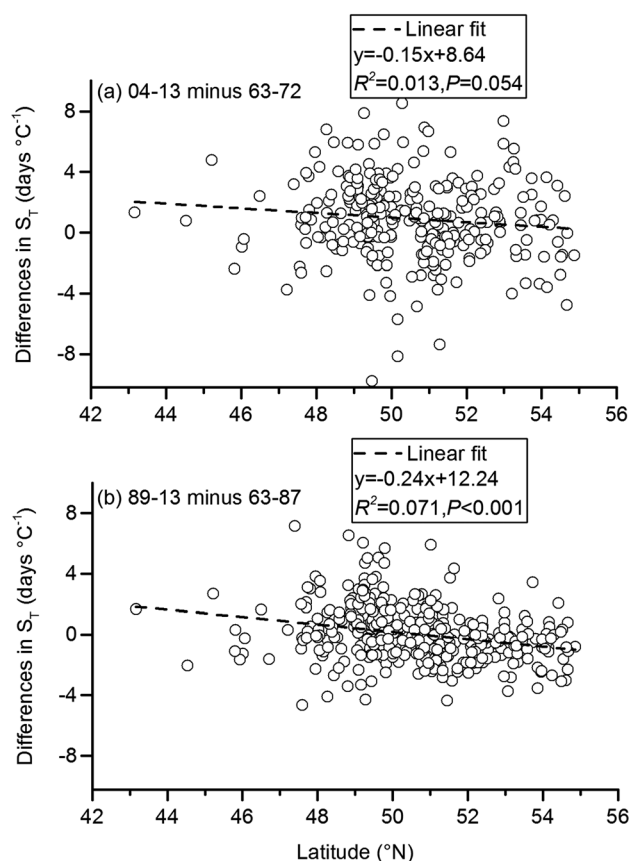 Linear fit
y=-0.15x+8.64
R²=0.013,P=0.054
(a) 04-13 minus 63-72
Differences in S_T (days °C⁻¹)
8
4
0
-4
-8
42 44 46 48 50 52 54 56
Linear fit
y=-0.24x+12.24
R²=0.071,P<0.001
(b) 89-13 minus 63-87
Differences in S_T (days °C⁻¹)
8
4
0
-4
-8
42 44 46 48 50 52 54 56
Latitude (°N)